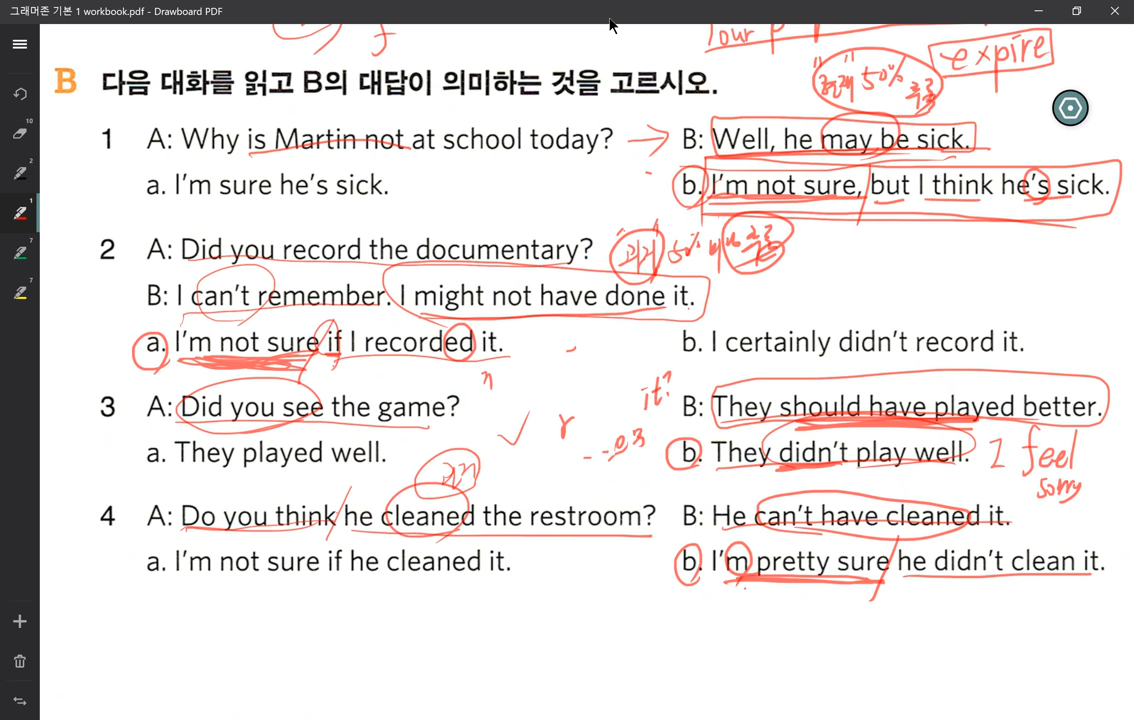 그래머존 기본 1 workbook.pdf - Drawboard PDF
our p
expire
B 다음 대화를 읽고 B의 대답이 의미하는 것을 고르시오.
현재 50% 추측
1 A: Why is Martin not at school today? → B: Well, he may be sick.
a. I'm sure he's sick. b. I'm not sure, but I think he's sick.
2 A: Did you record the documentary? 과거 50% 추측
B: I can't remember. I might not have done it.
a. I'm not sure if I recorded it. b. I certainly didn't record it.
it?
3 A: Did you see the game? B: They should have played better.
a. They played well. b. They didn't play well. I feel
sorry
과거
4 A: Do you think he cleaned the restroom? B: He can't have cleaned it.
a. I'm not sure if he cleaned it. b. I'm pretty sure he didn't clean it.
10
2
1
7
7